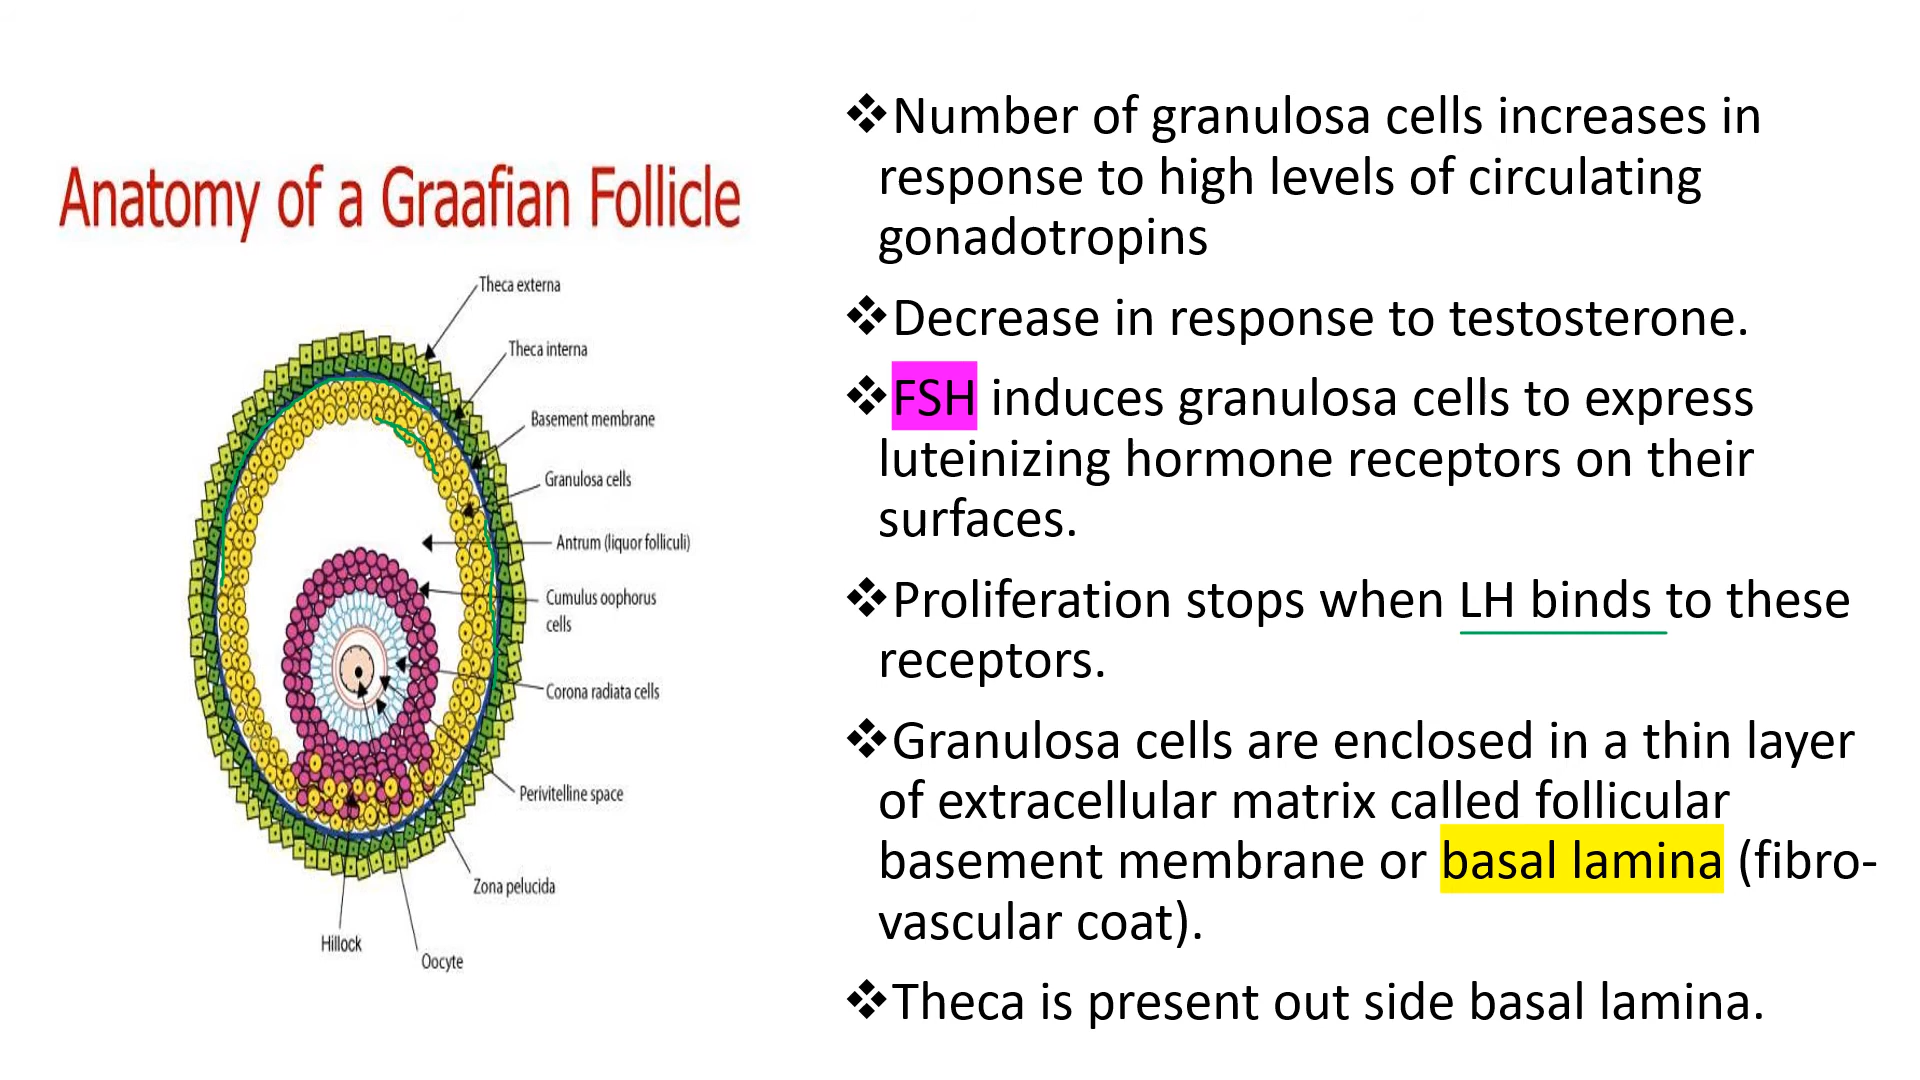 Anatomy of a Graafian Follicle
Theca externa
Theca interna
Basement membrane
Granulosa cells
Antrum (liquor folliculi)
Cumulus oophorus
cells
Corona radiata cells
Perivitelline space
Zona pelucida
Hillock
Oocyte
❖Number of granulosa cells increases in
response to high levels of circulating
gonadotropins
❖Decrease in response to testosterone.
❖FSH induces granulosa cells to express
luteinizing hormone receptors on their
surfaces.
❖Proliferation stops when LH binds to these
receptors.
❖Granulosa cells are enclosed in a thin layer
of extracellular matrix called follicular
basement membrane or basal lamina (fibro-
vascular coat).
❖Theca is present out side basal lamina.